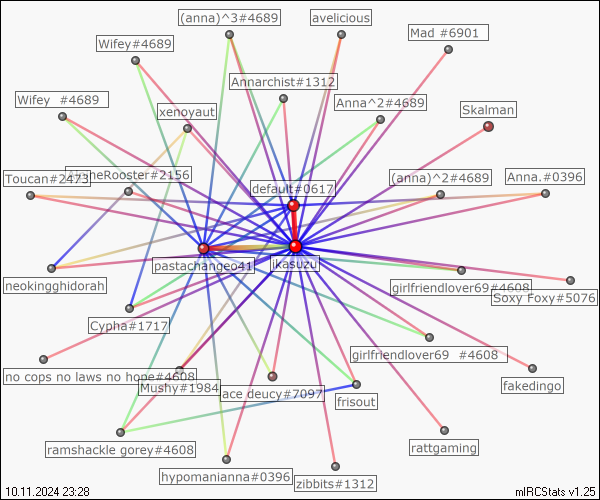 (anna)^3#4689
avelicious
Mad #6901
Wifey#4689
Annarchist#1312
Wifey  #4689
xenoyaut
Anna^2#4689
Skalman
Toucan#2473
#2156
default#0617
(anna)^2#4689
Anna.#0396
pastachangeo41
ikasuzu
neokingghidorah
girlfriendlover69#4608
Soxy Foxy#5076
Cypha#1717
girlfriendlover69  #4608
no cops no laws no hope#4608
Mushy#1984
ace deucy#7097
frisout
fakedingo
ramshackle gorey#4608
rattgaming
hypomanianna#0396
zibbits#1312
10.11.2024 23:28
mIRCStats v1.25